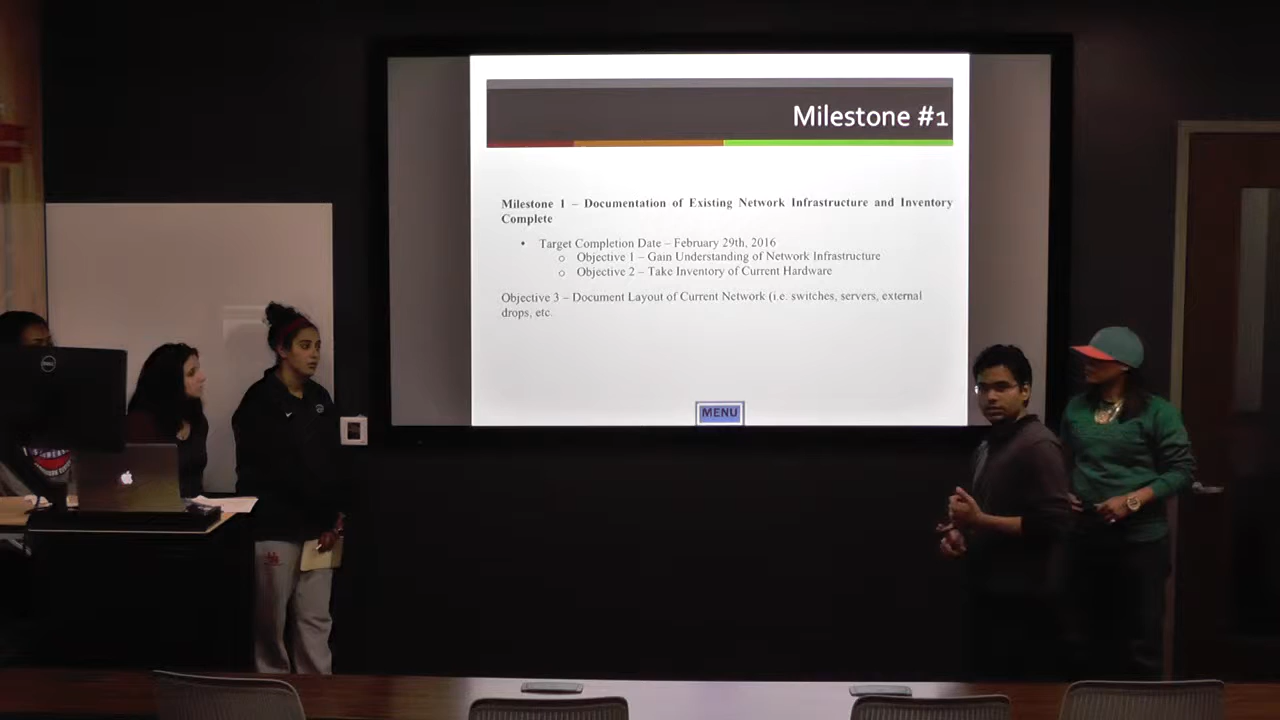 Milestone #1
Milestone 1 – Documentation of Existing Network Infrastructure and Inventory
Complete
• Target Completion Date – February 29th, 2016
o Objective 1 – Gain Understanding of Network Infrastructure
o Objective 2 – Take Inventory of Current Hardware
Objective 3 – Document Layout of Current Network (i.e. switches, servers, external
drops, etc.
MENU
DELL